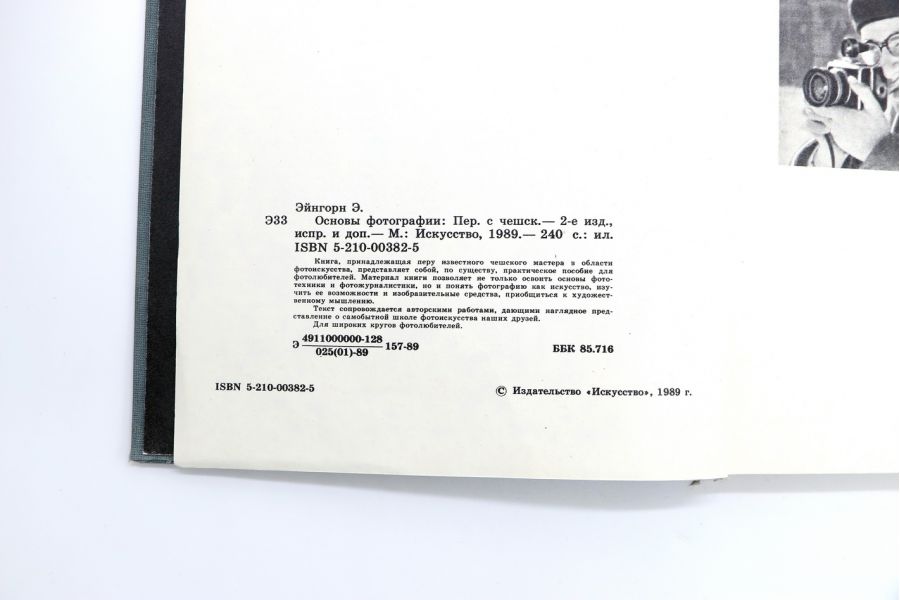 Эйнгорн Э.
Э33 Основы фотографии: Пер. с чешск.— 2-е изд.,
испр. и доп.— М.: Искусство, 1989.— 240 с.: ил.
ISBN 5-210-00382-5
Книга, принадлежащая перу известного чешского мастера в области
фотоискусства, представляет собой, по существу, практическое пособие для
фотолюбителей. Материал книги позволяет не только освоить основы фото-
техники и фотожурналистики, но и понять фотографию как искусство, изу-
чить ее возможности и изобразительные средства, приобщиться к художест-
венному мышлению.
Текст сопровождается авторскими работами, дающими наглядное пред-
ставление о самобытной школе фотоискусства наших друзей.
Для широких кругов фотолюбителей.
Э 4911000000-128 157-89
025(01)-89
ББК 85.716
ISBN 5-210-00382-5
© Издательство «Искусство», 1989 г.